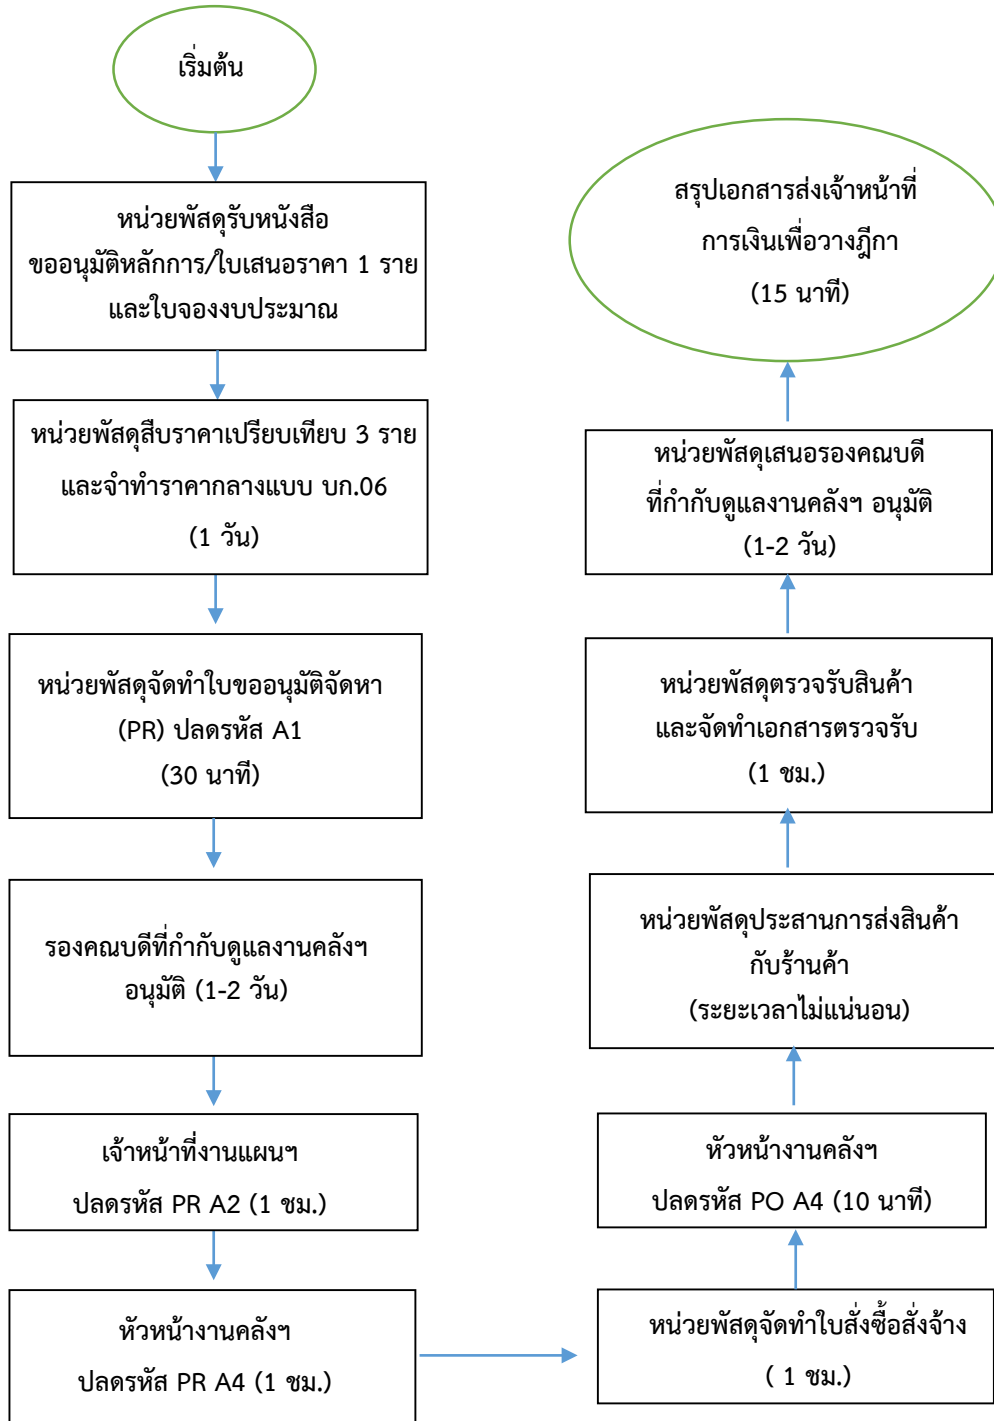 เริ่มต้น
หน่วยพัสดุรับหนังสือ
ขออนุมัติหลักการ/ใบเสนอราคา 1 ราย
และใบจองงบประมาณ
หน่วยพัสดุสืบราคาเปรียบเทียบ 3 ราย
และจำทำราคากลางแบบ บก.06
(1 วัน)
หน่วยพัสดุจัดทำใบขออนุมัติจัดหา
(PR) ปลดรหัส A1
(30 นาที)
รองคณบดีที่กำกับดูแลงานคลังฯ
อนุมัติ (1-2 วัน)
เจ้าหน้าที่งานแผนฯ
ปลดรหัส PR A2 (1 ชม.)
หัวหน้างานคลังฯ
ปลดรหัส PR A4 (1 ชม.)
หน่วยพัสดุจัดทำใบสั่งซื้อสั่งจ้าง
( 1 ชม.)
หัวหน้างานคลังฯ
ปลดรหัส PO A4 (10 นาที)
หน่วยพัสดุประสานการส่งสินค้า
กับร้านค้า
(ระยะเวลาไม่แน่นอน)
หน่วยพัสดุตรวจรับสินค้า
และจัดทำเอกสารตรวจรับ
(1 ชม.)
หน่วยพัสดุเสนอรองคณบดี
ที่กำกับดูแลงานคลังฯ อนุมัติ
(1-2 วัน)
สรุปเอกสารส่งเจ้าหน้าที่
การเงินเพื่อวางฎีกา
(15 นาที)